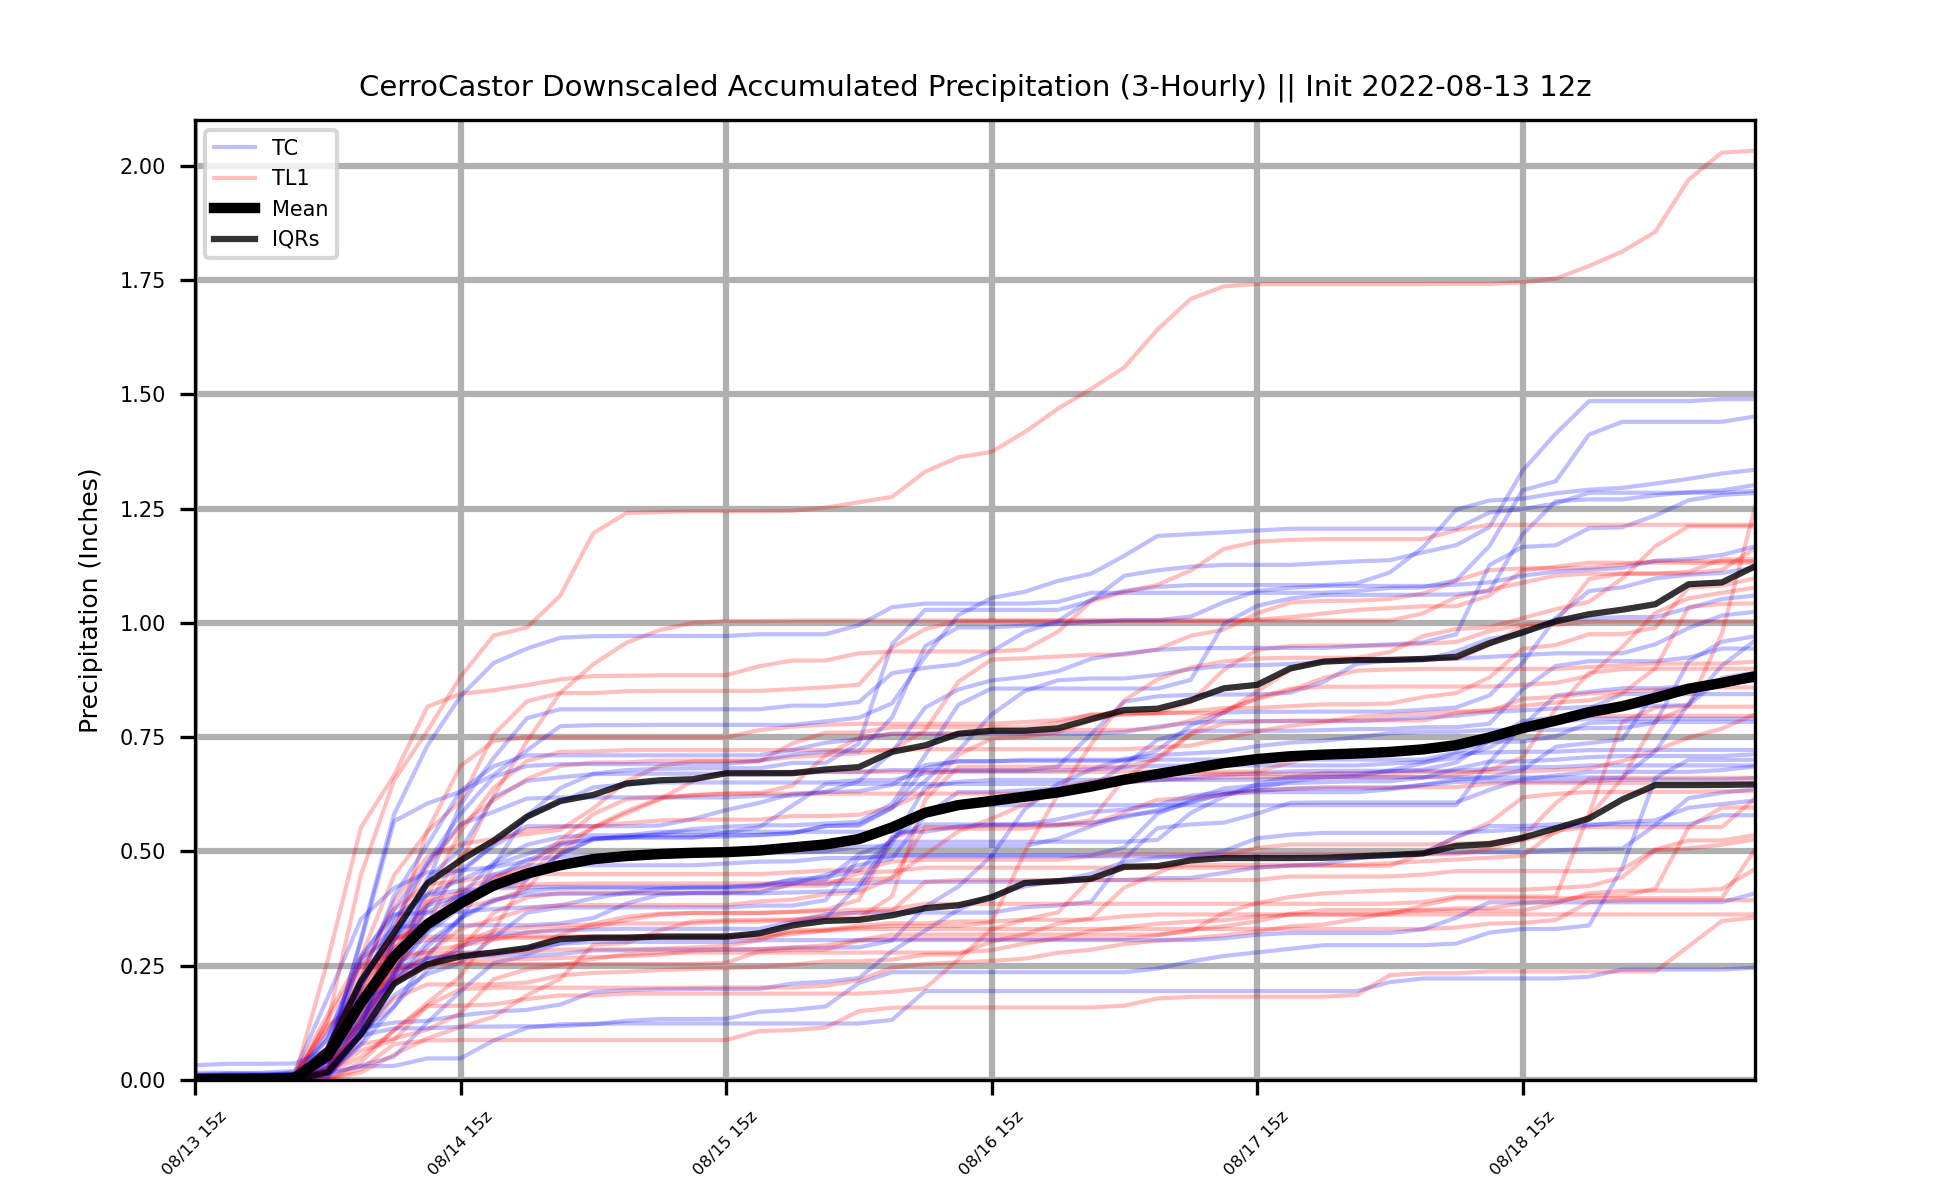 CerroCastor Downscaled Accumulated Precipitation (3-Hourly) || Init 2022-08-13 12z
TC
TL1
Mean
IQRs
Precipitation (Inches)
2.00
1.75
1.50
1.25
1.00
0.75
0.50
0.25
0.00
08/13 15z
08/14 15z
08/15 15z
08/16 15z
08/17 15z
08/18 15z